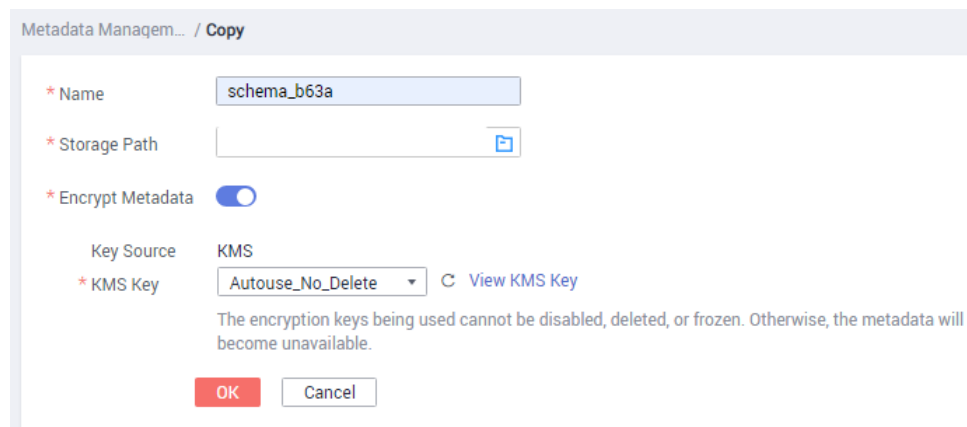 Metadata Managem... / Copy
* Name schema_b63a
* Storage Path
* Encrypt Metadata
Key Source KMS
* KMS Key Autouse_No_Delete View KMS Key
The encryption keys being used cannot be disabled, deleted, or frozen. Otherwise, the metadata will
become unavailable.
OK Cancel